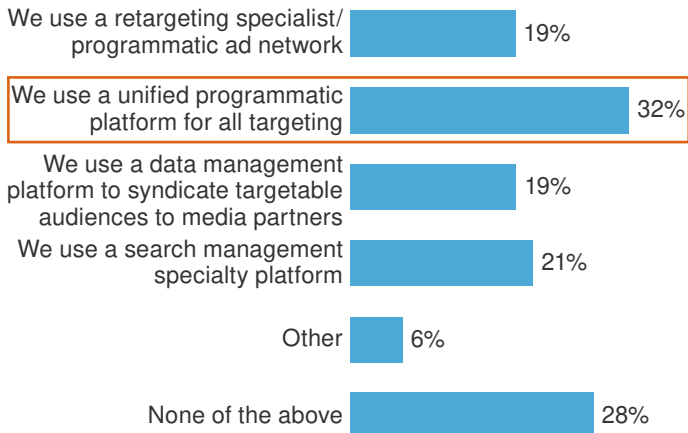 We use a retargeting specialist/
programmatic ad network
19%
We use a unified programmatic
platform for all targeting
32%
We use a data management
platform to syndicate targetable
audiences to media partners
19%
We use a search management
specialty platform
21%
Other
6%
None of the above
28%